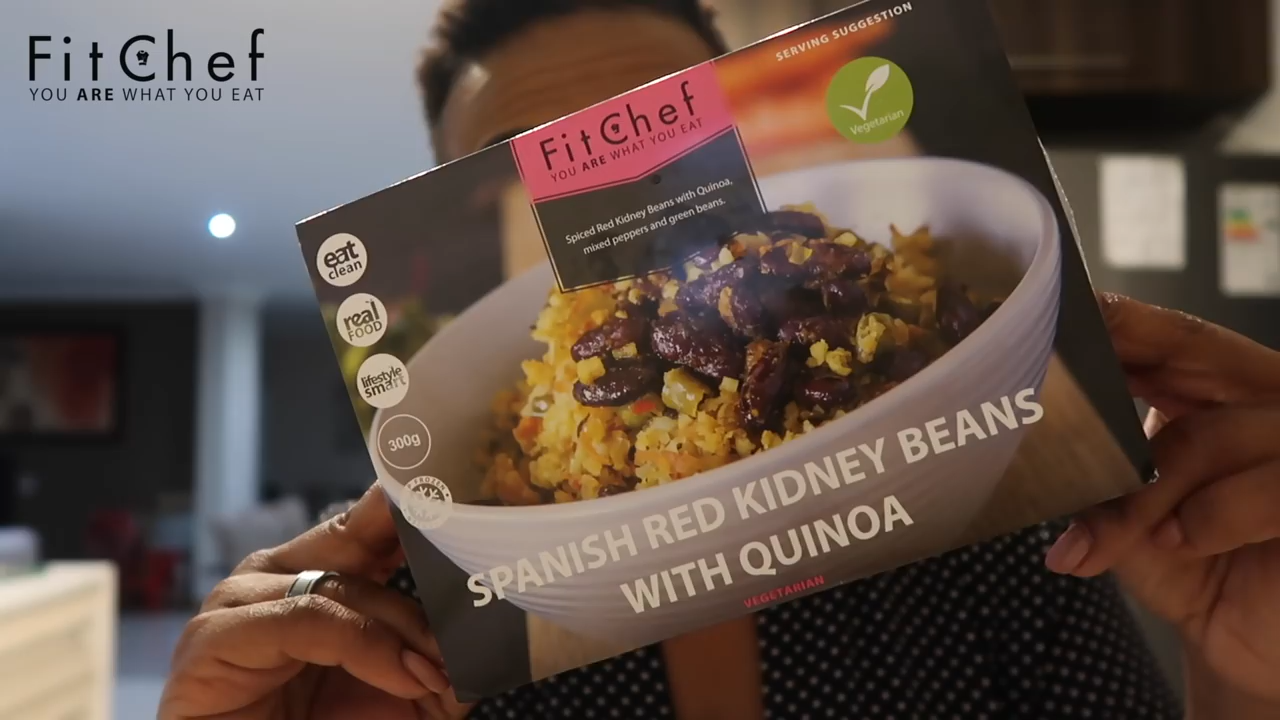 FitChef
YOU ARE WHAT YOU EAT
SERVING SUGGESTION
FitChef
YOU ARE WHAT YOU EAT
Vegetarian
Spiced Red Kidney Beans with Quinoa,
mixed peppers and green beans.
eat
clean
real
FOOD
lifestyle
smart
300g
FROZEN
SPANISH RED KIDNEY BEANS
WITH QUINOA
VEGETARIAN